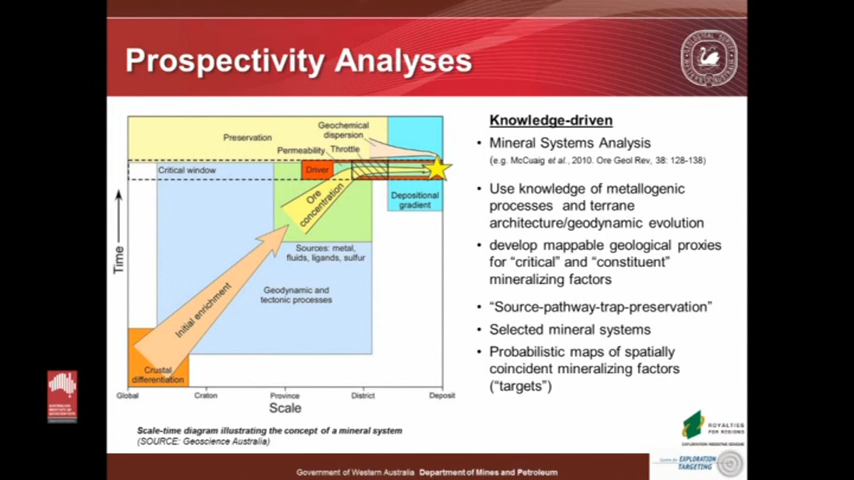 Prospectivity Analyses
Geochemical
dispersion
Preservation
Permeability
Throttle
Critical window
Driver
Ore
concentration
Depositional
gradient
Sources: metal,
fluids, ligands, sulfur
Geodynamic and
tectonic processes
Initial enrichment
Crustal
differentiation
Time
Global
Craton
Province
District
Deposit
Scale
Scale-time diagram illustrating the concept of a mineral system
(SOURCE: Geoscience Australia)
Knowledge-driven
• Mineral Systems Analysis
(e.g. McCuaig et al., 2010. Ore Geol Rev, 38: 128-138)
• Use knowledge of metallogenic
processes and terrane
architecture/geodynamic evolution
• develop mappable geological proxies
for “critical” and “constituent”
mineralizing factors
• “Source-pathway-trap-preservation”
• Selected mineral systems
• Probabilistic maps of spatially
coincident mineralizing factors
(“targets”)
ROYALTIES
FOR REGIONS
EXPLORATION INCENTIVE SCHEME
Centre for EXPLORATION
TARGETING
Government of Western Australia Department of Mines and Petroleum